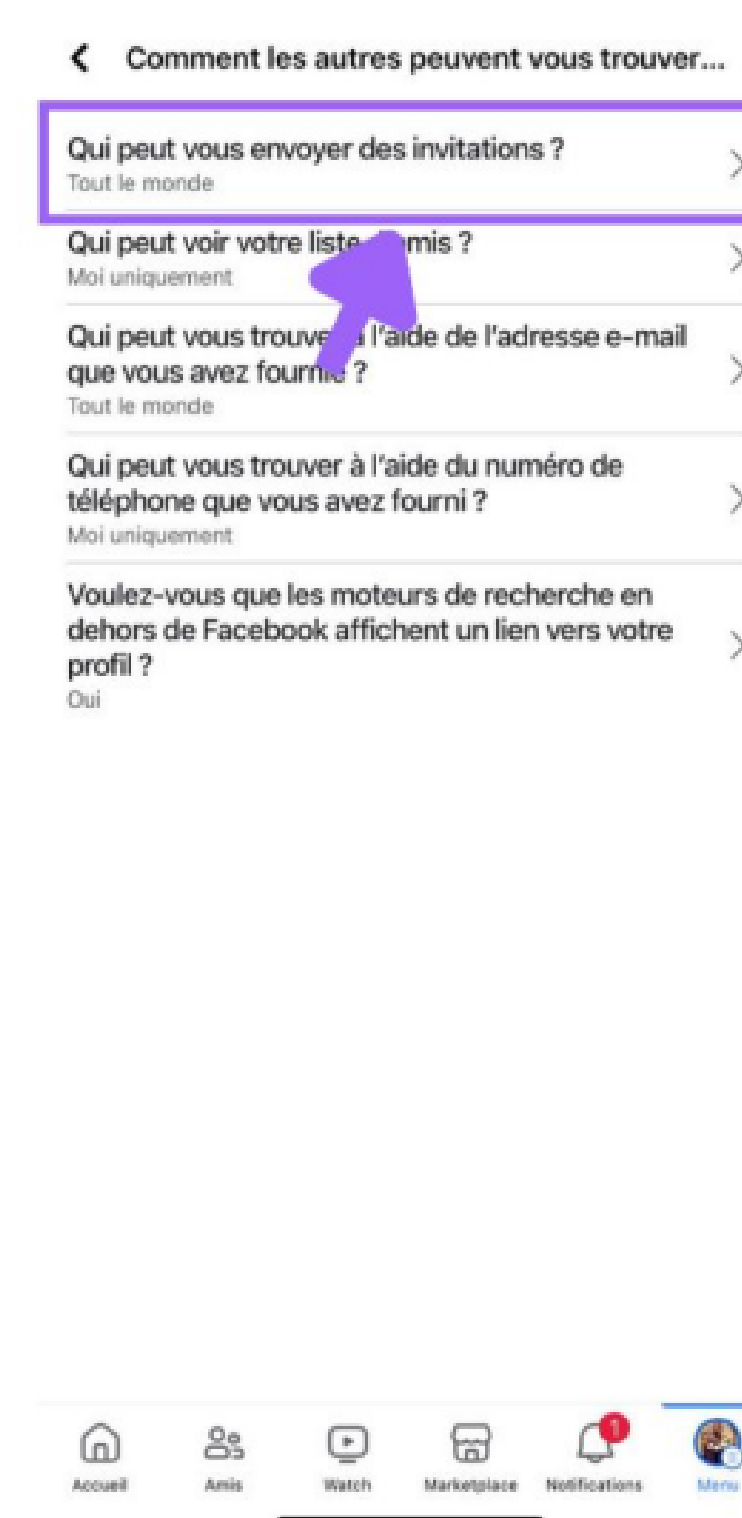 Comment les autres peuvent vous trouver...
Qui peut vous envoyer des invitations ?
Tout le monde
Qui peut voir votre liste mis ?
Moi uniquement
Qui peut vous trouve l'aide de l'adresse e-mail
que vous avez fournie ?
Tout le monde
Qui peut vous trouver à l'aide du numéro de
téléphone que vous avez fourni ?
Moi uniquement
Voulez-vous que les moteurs de recherche en
dehors de Facebook affichent un lien vers votre
profil ?
Oui
1
Accueil Amis Watch Marketplace Notifications Menu